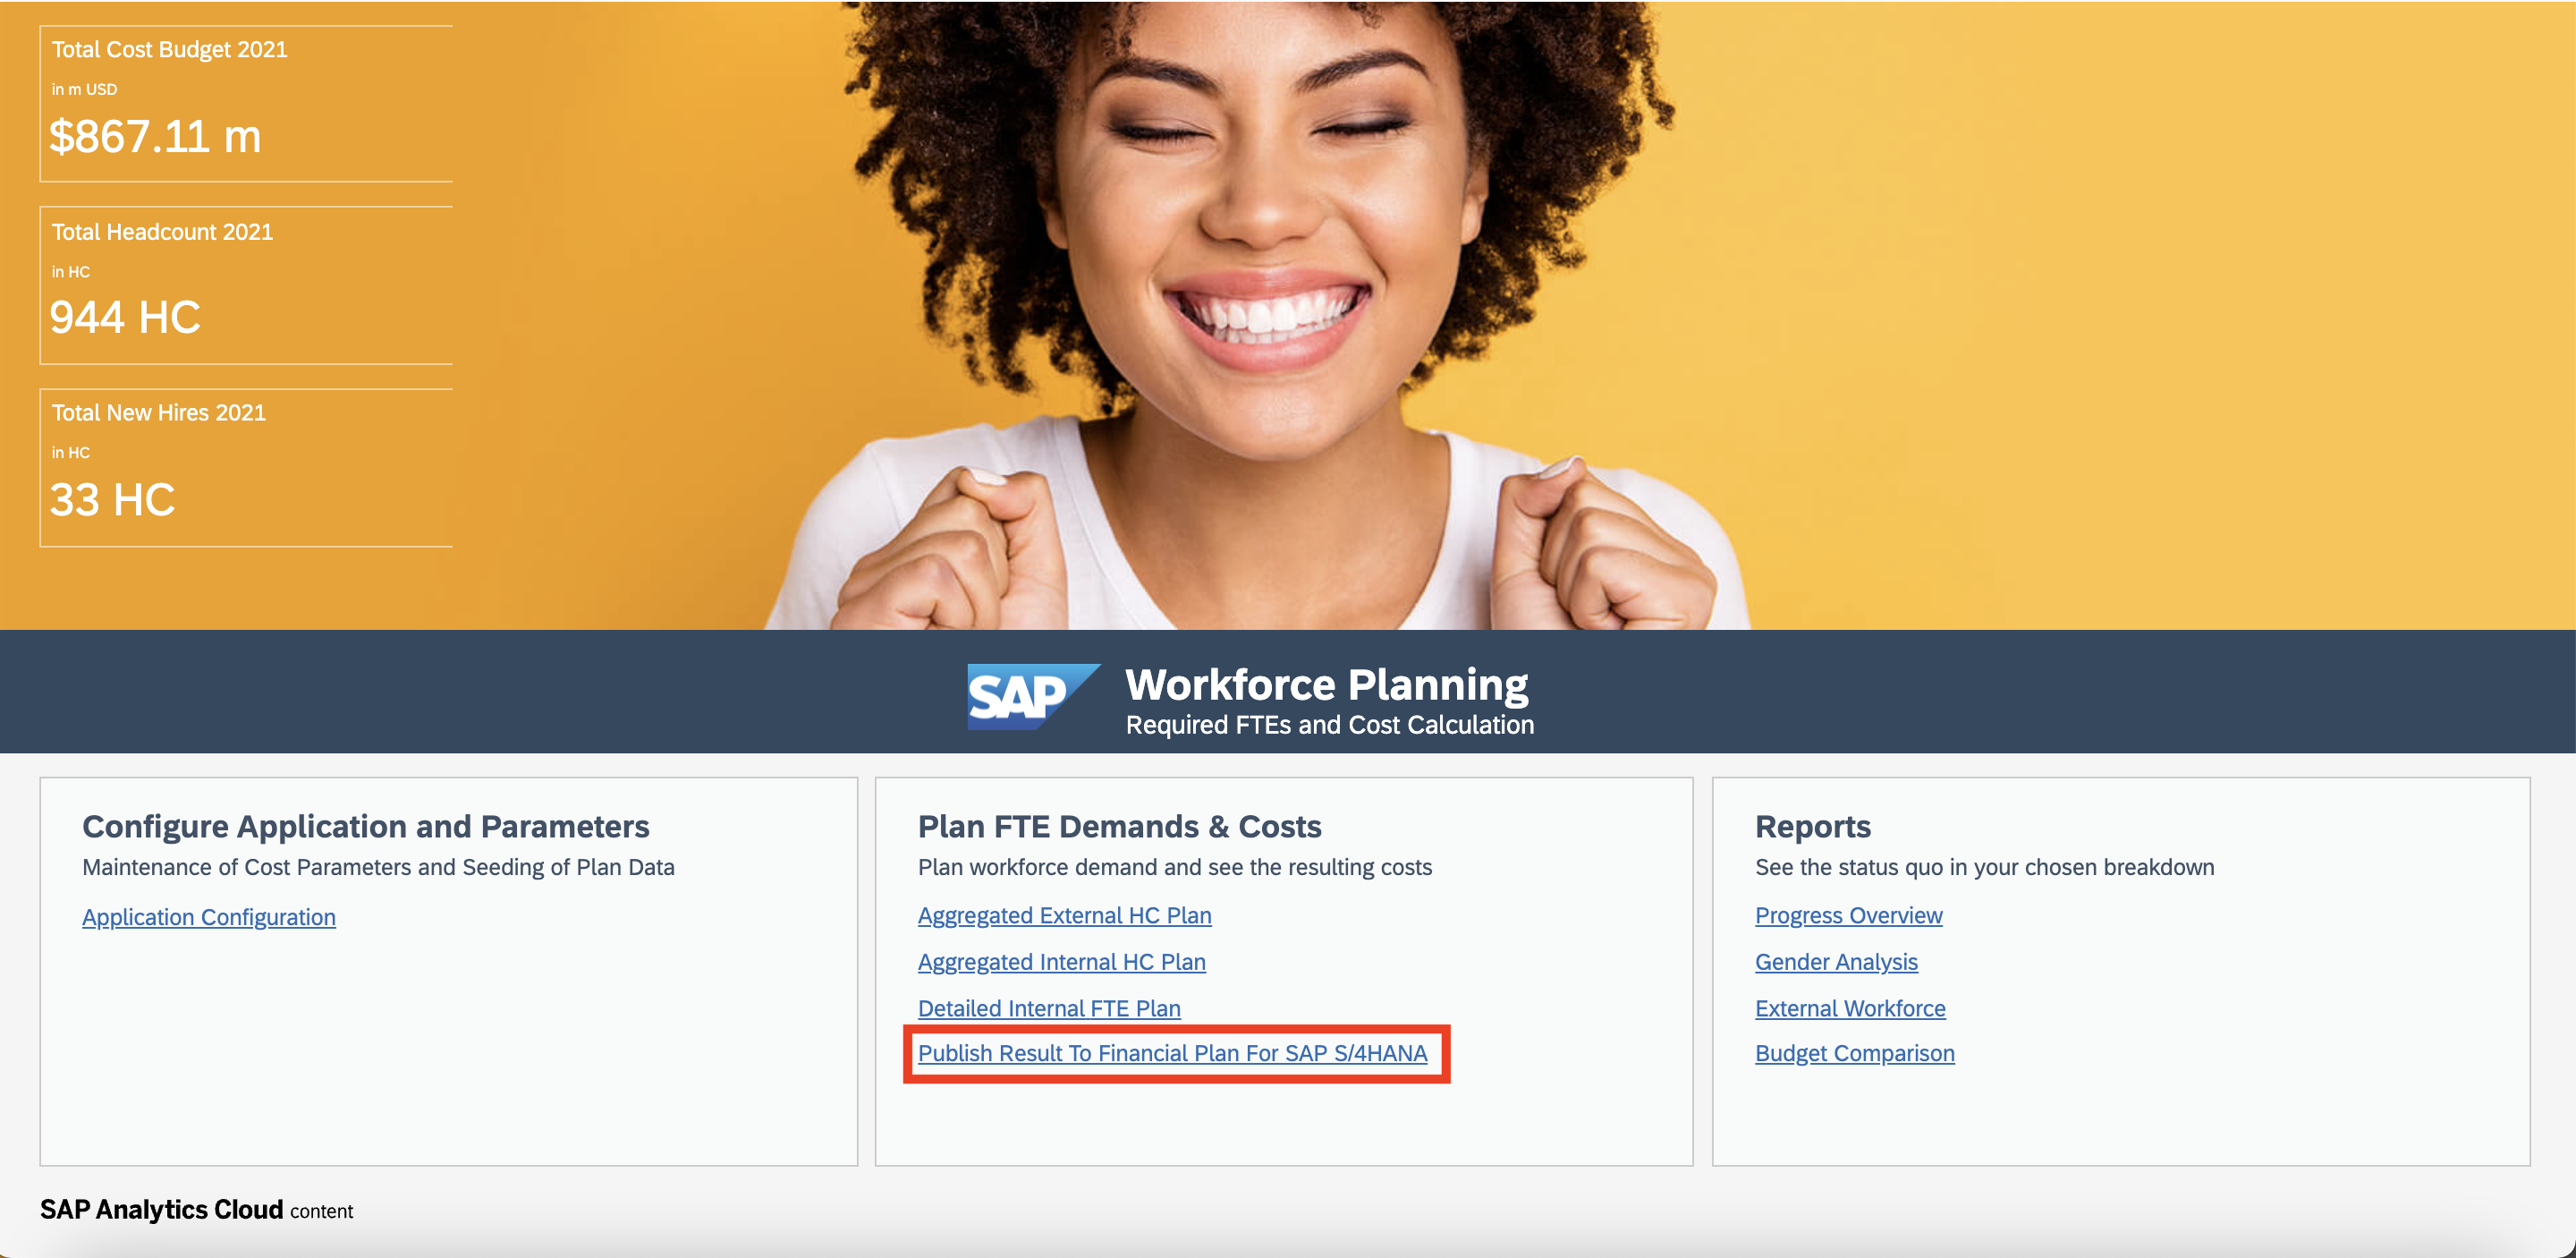 Total Cost Budget 2021
in m USD
$867.11 m
Total Headcount 2021
in HC
944 HC
Total New Hires 2021
in HC
33 HC
SAP
Workforce Planning
Required FTEs and Cost Calculation
Configure Application and Parameters
Maintenance of Cost Parameters and Seeding of Plan Data
Application Configuration
Plan FTE Demands & Costs
Plan workforce demand and see the resulting costs
Aggregated External HC Plan
Aggregated Internal HC Plan
Detailed Internal FTE Plan
Publish Result To Financial Plan For SAP S/4HANA
Reports
See the status quo in your chosen breakdown
Progress Overview
Gender Analysis
External Workforce
Budget Comparison
SAP Analytics Cloud content